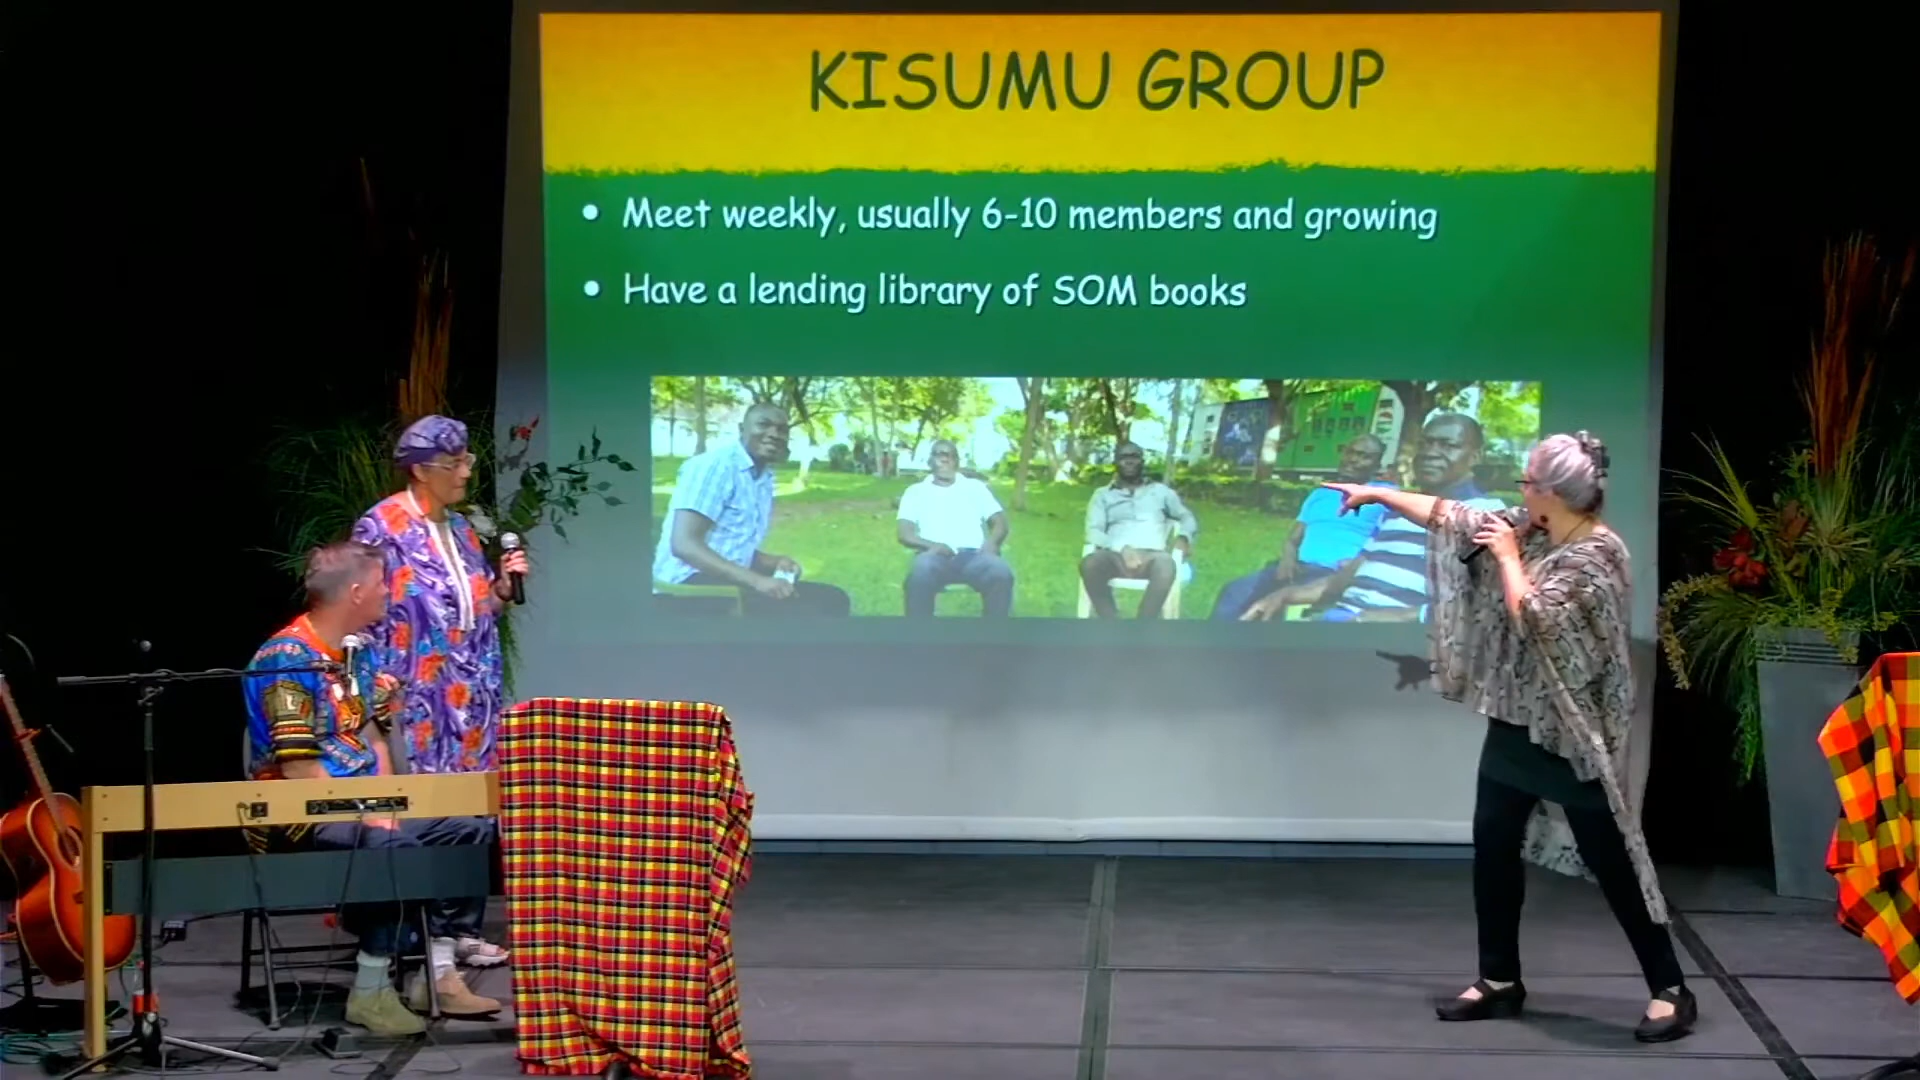 KISUMU GROUP
• Meet weekly, usually 6-10 members and growing
• Have a lending library of SOM books